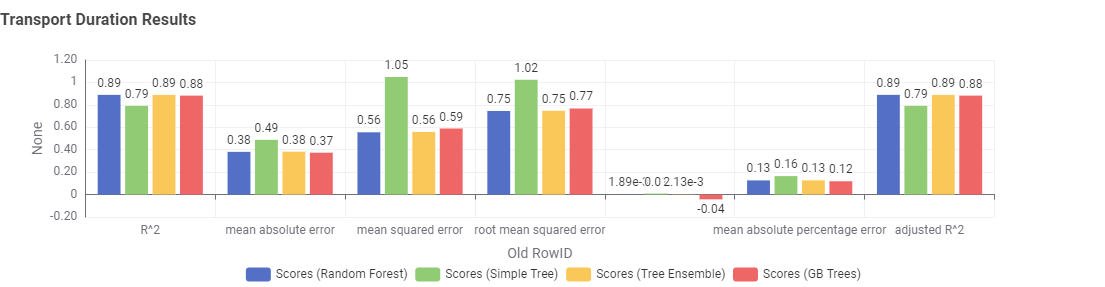 Transport Duration Results
1.20
1
0.80
0.60
0.40
0.20
0
-0.20
None
0.89 0.79 0.89 0.88
0.38 0.49 0.38 0.37
0.56 1.05 0.56 0.59
0.75 1.02 0.75 0.77
2.13e-3
-0.04
0.13 0.16 0.13 0.12
0.89 0.79 0.89 0.88
R^2 mean absolute error mean squared error root mean squared error mean absolute percentage error adjusted R^2
Old RowID
Scores (Random Forest) Scores (Simple Tree) Scores (Tree Ensemble) Scores (GB Trees)